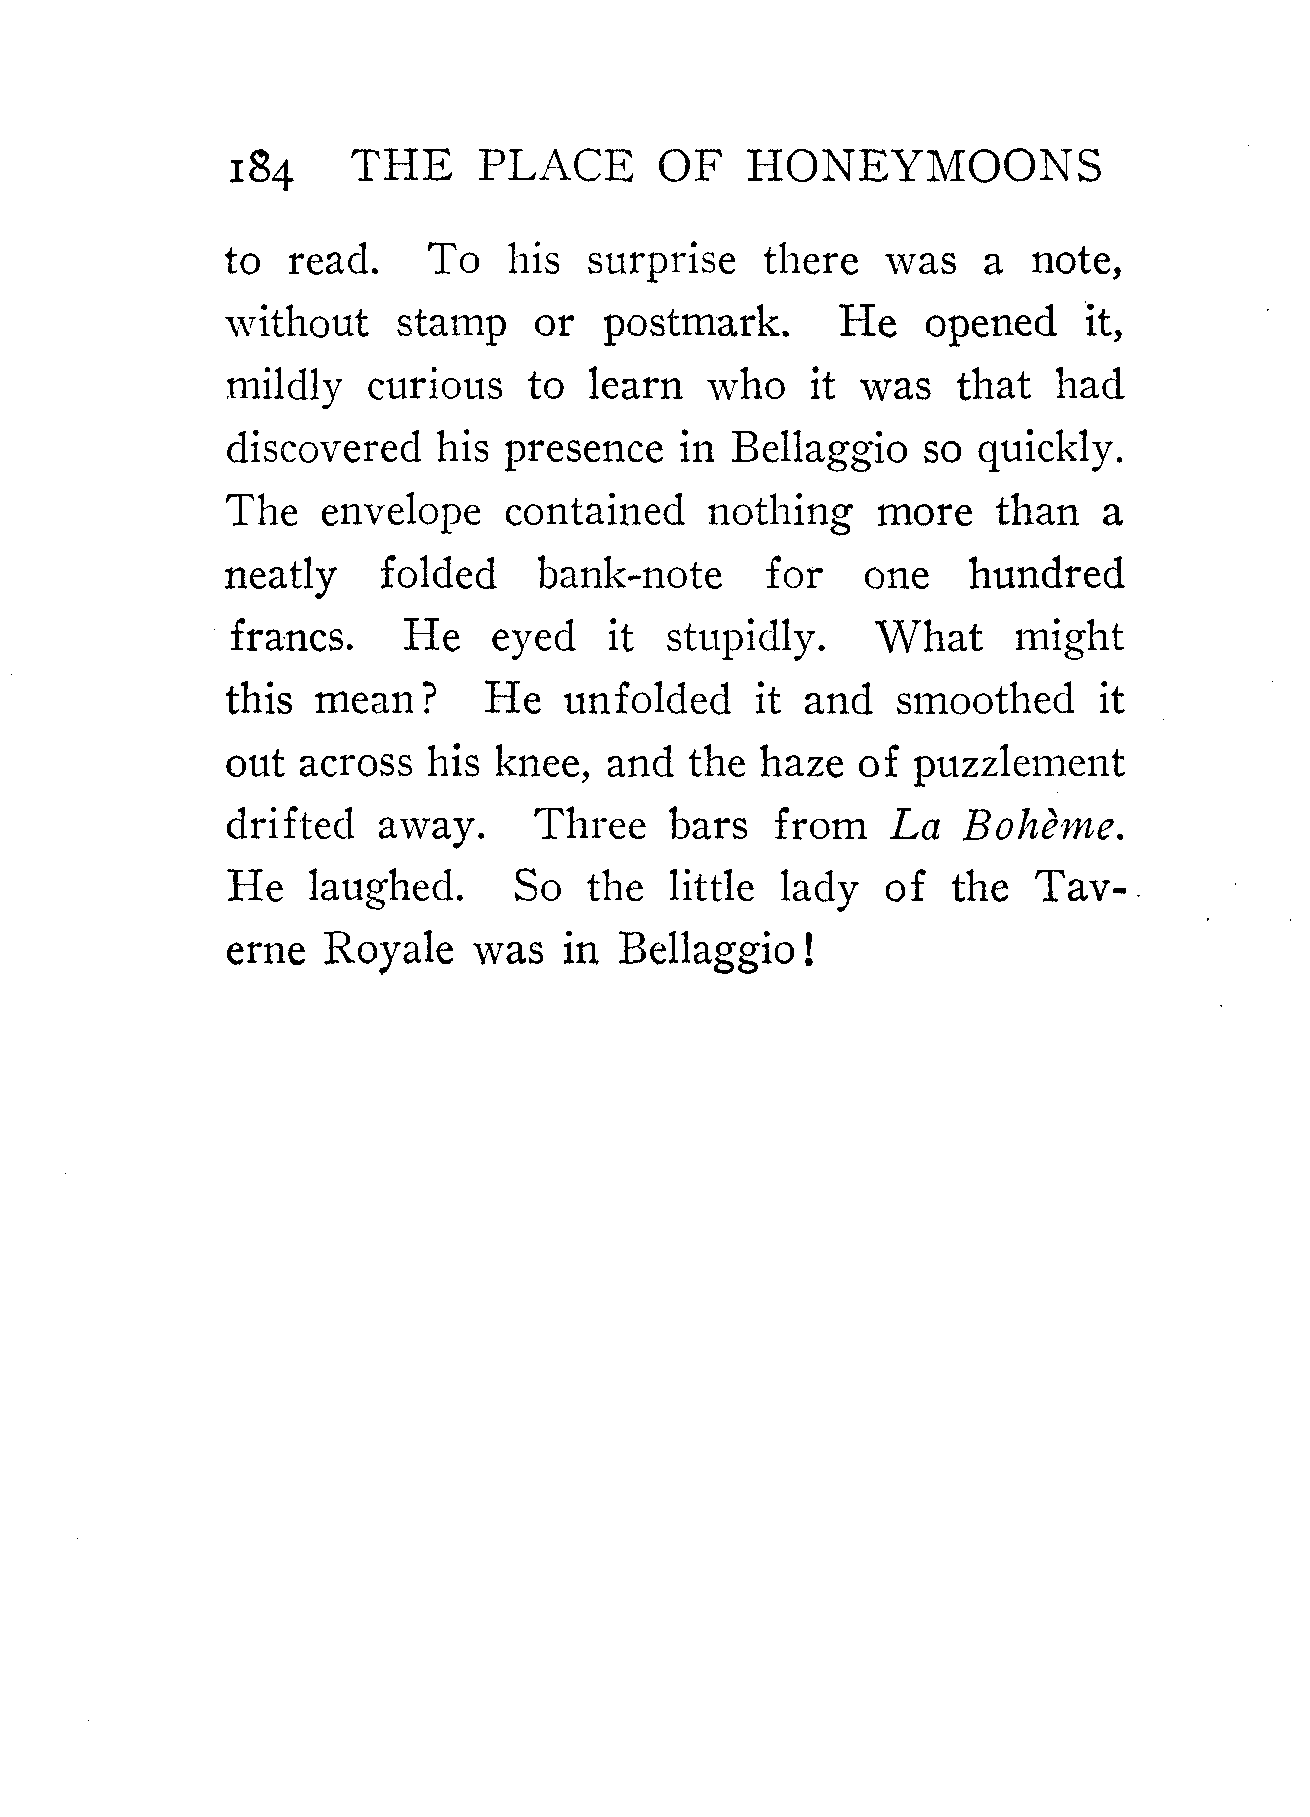 184 THE PLACE OF HONEYMOONS
to read. To his surprise there was a note,
without stamp or postmark. He opened it,
mildly curious to learn who it was that had
discovered his presence in Bellaggio so quickly.
The envelope contained nothing more than a
neatly folded bank-note for one hundred
francs. He eyed it stupidly. What might
this mean? He unfolded it and smoothed it
out across his knee, and the haze of puzzlement
drifted away. Three bars from La Bohème.
He laughed. So the little lady of the Tav-
erne Royale was in Bellaggio!